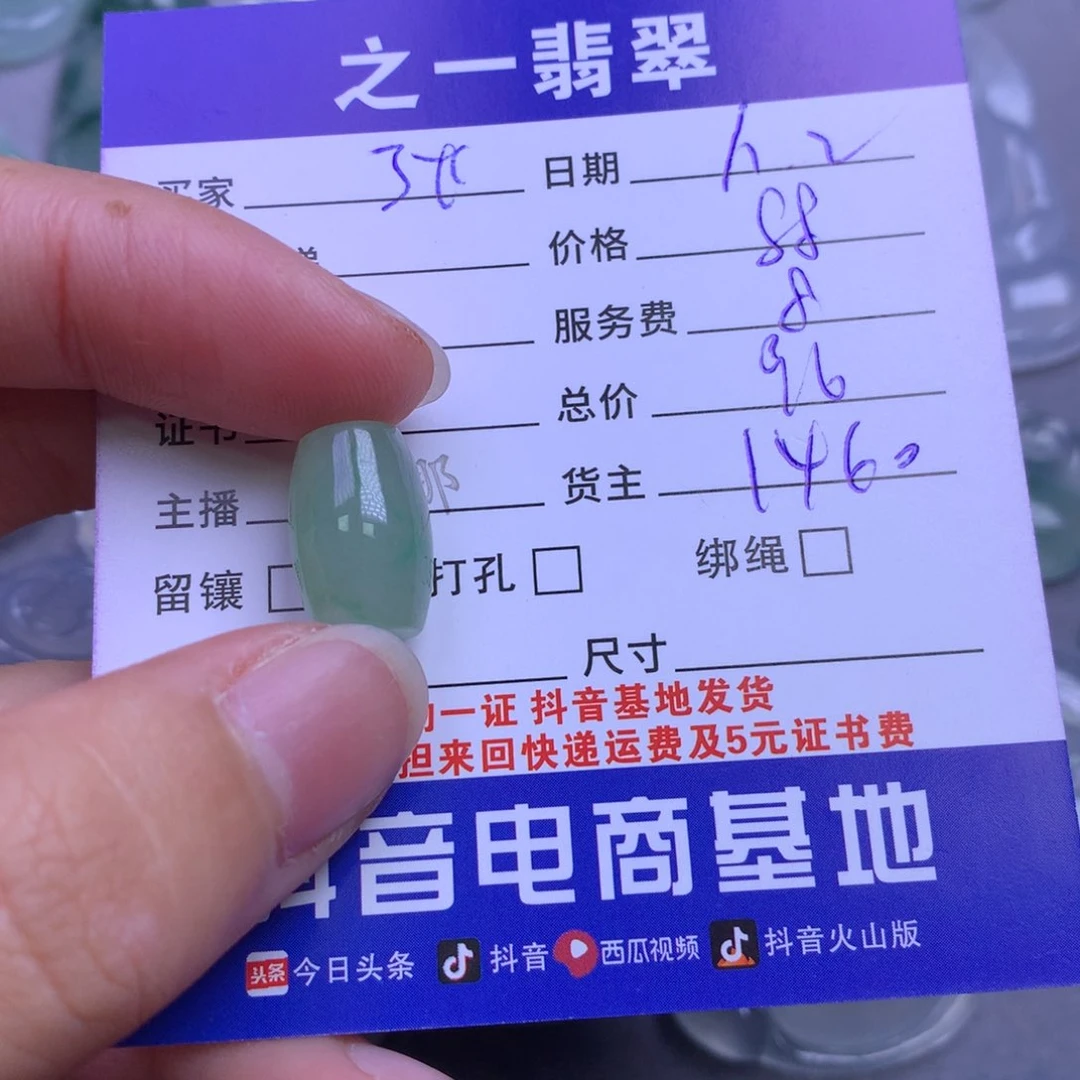 之一翡翠
买家 日期
价格 88
服务费 8
证书 总价 96
主播 那 货主 1460
留镶 打孔 绑绳
尺寸
一证 抖音基地发货
担来回快递运费及5元证书费
抖音电商基地
头条 今日头条 抖音 西瓜视频 抖音火山版